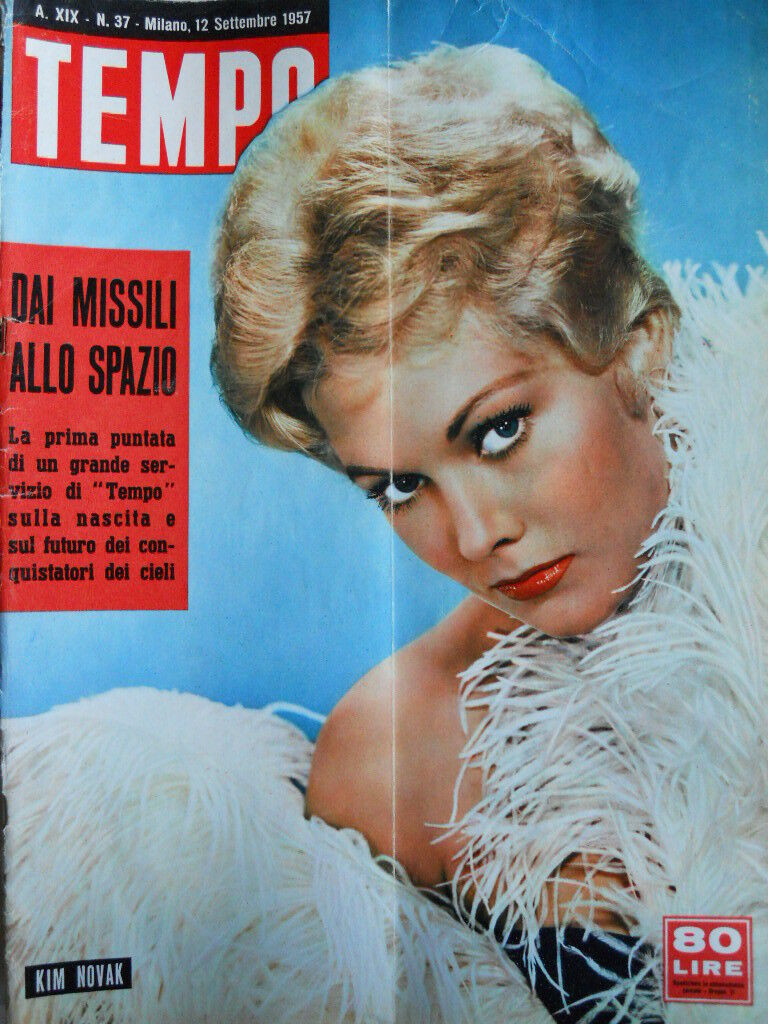 A. XIX - N. 37 - Milano, 12 Settembre 1957
TEMPO
DAI MISSILI
ALLO SPAZIO
La prima puntata
di un grande ser-
vizio di "Tempo"
sulla nascita e
sul futuro dei con-
quistatori dei cieli
KIM NOVAK
80
LIRE